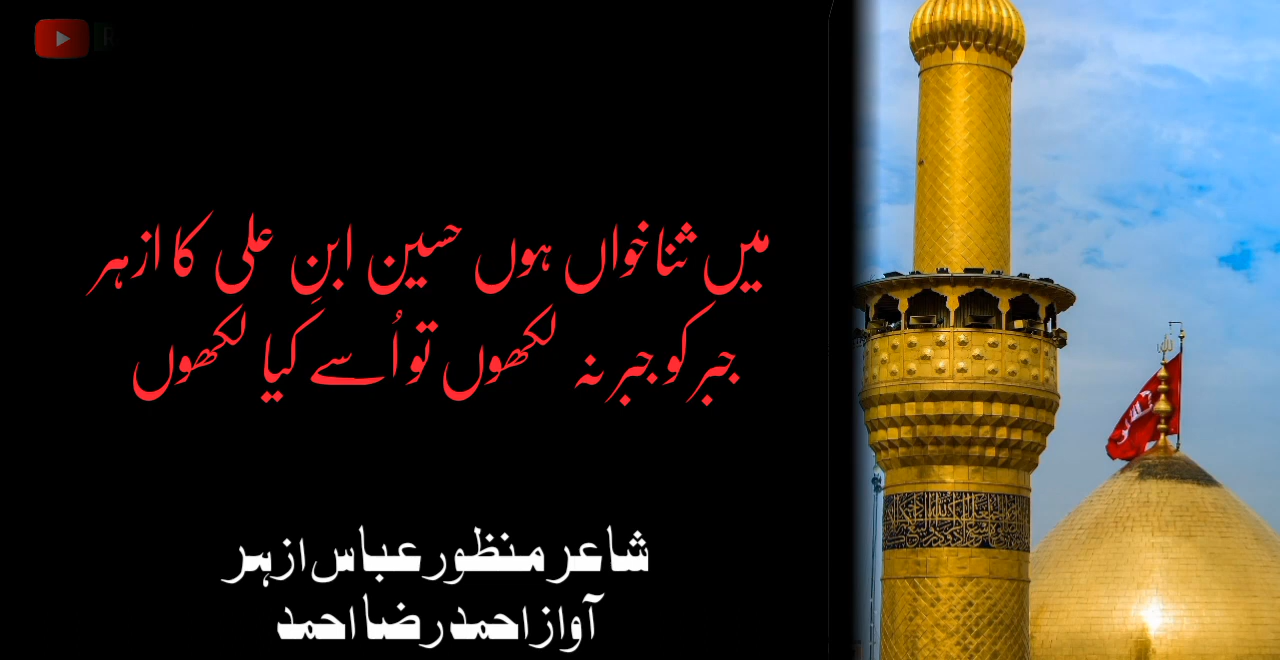 میں ثنا خواں ہوں حسین ابنِ علی کا ازہر
جبر کو جبر نہ لکھوں تو اُسے کیا لکھوں
شاعر منظور عباس ازہر
آواز احمد رضا احمد